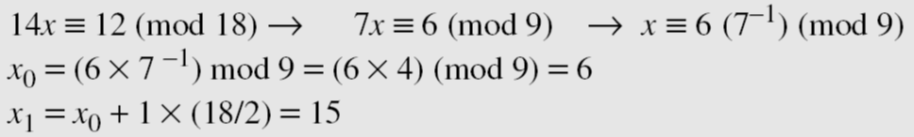 14x ≡ 12 (mod 18) → 7x ≡ 6 (mod 9) → x ≡ 6 (7⁻¹) (mod 9)
x₀ = (6 × 7⁻¹) mod 9 = (6 × 4) (mod 9) = 6
x₁ = x₀ + 1 × (18/2) = 15